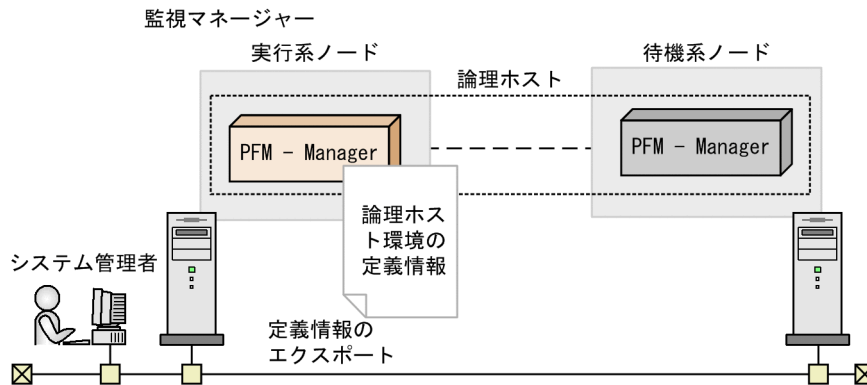 監視マネージャー
実行系ノード
待機系ノード
論理ホスト
PFM － Manager
PFM － Manager
論理ホス
ト環境の
定義情報
システム管理者
定義情報の
エクスポート